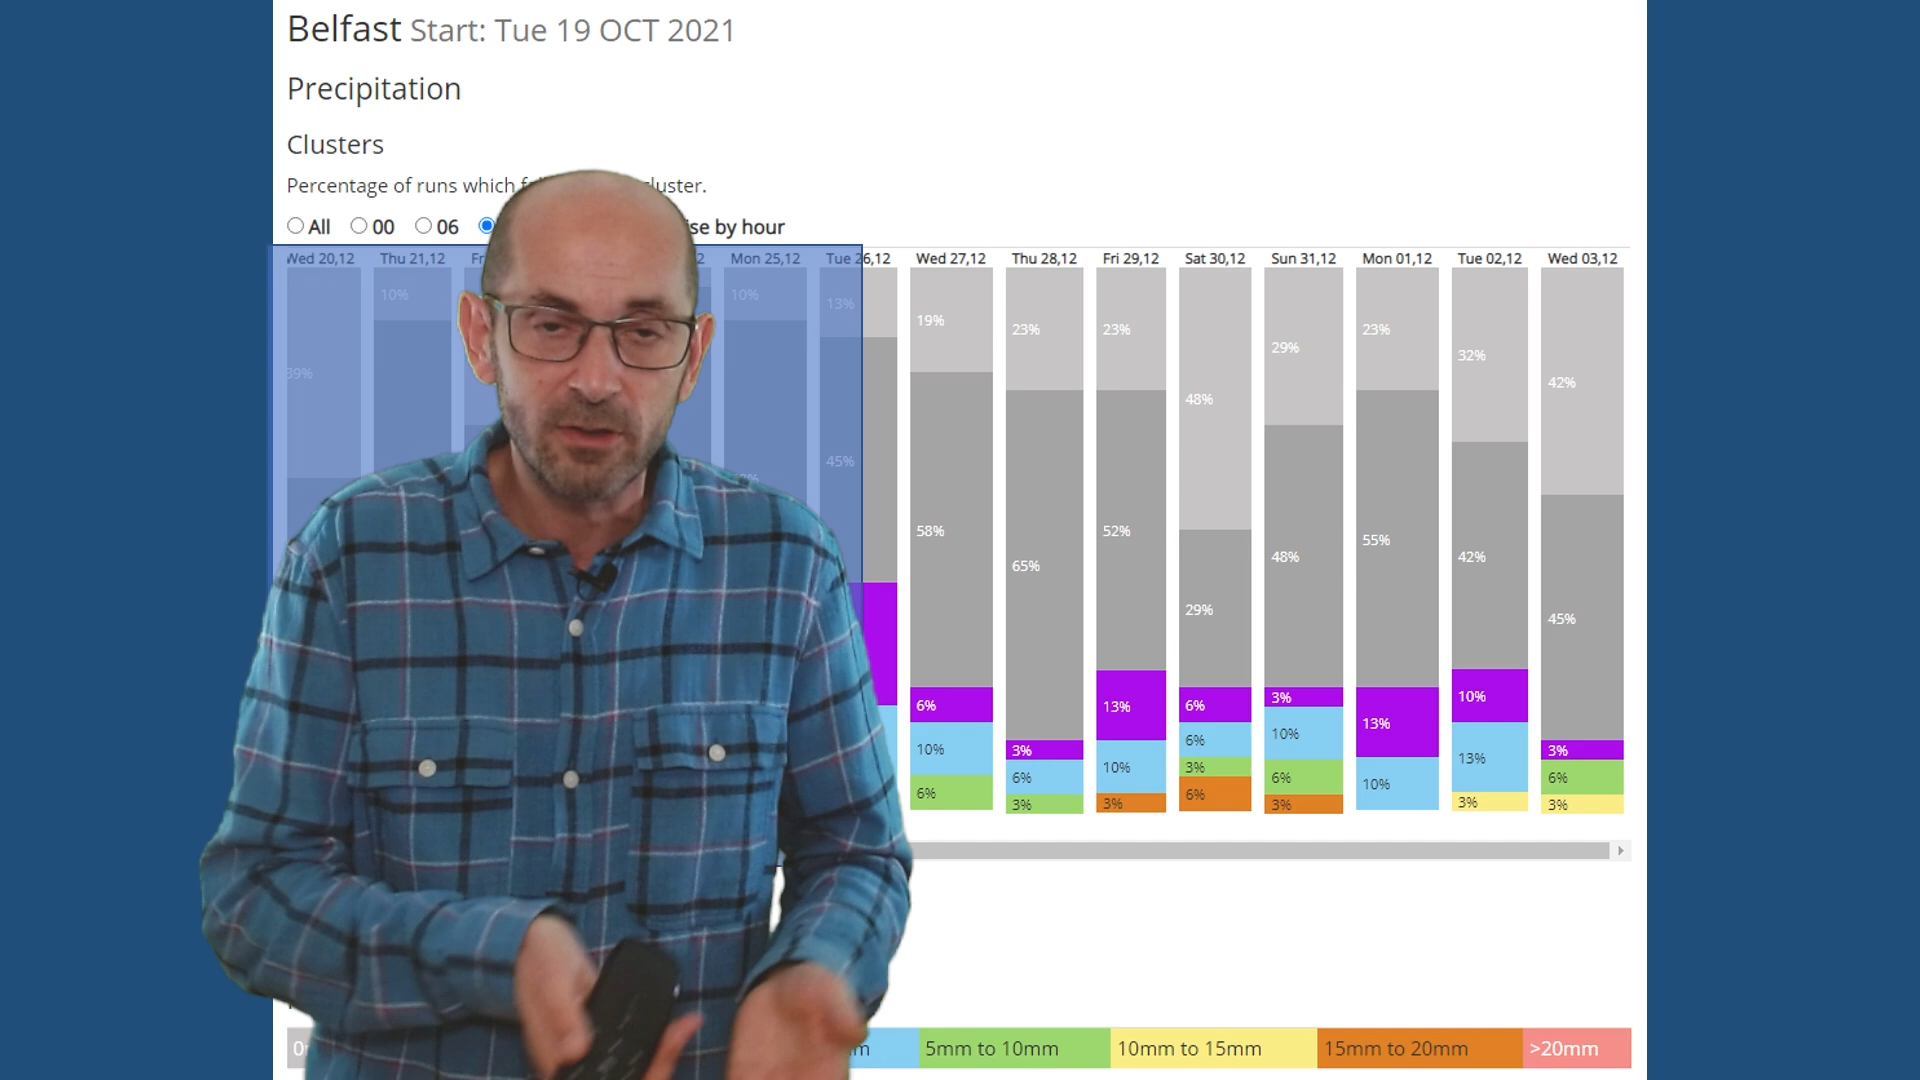 Belfast Start: Tue 19 OCT 2021
Precipitation
Clusters
Percentage of runs which cluster.
All 00 06 by hour
Wed 20,12 Thu 21,12 Mon 25,12 Tue 26,12 Wed 27,12 Thu 28,12 Fri 29,12 Sat 30,12 Sun 31,12 Mon 01,12 Tue 02,12 Wed 03,12
10% 10% 13%
19% 23% 23% 29% 23% 32%
39% 42%
48%
45%
58% 52% 55%
65% 48% 42%
29% 45%
6% 13% 6% 3% 13% 10%
10% 3% 6% 10% 3%
6% 10% 3% 6% 10% 13% 6%
6% 3% 3% 6% 3% 3% 3%
5mm to 10mm 10mm to 15mm 15mm to 20mm >20mm